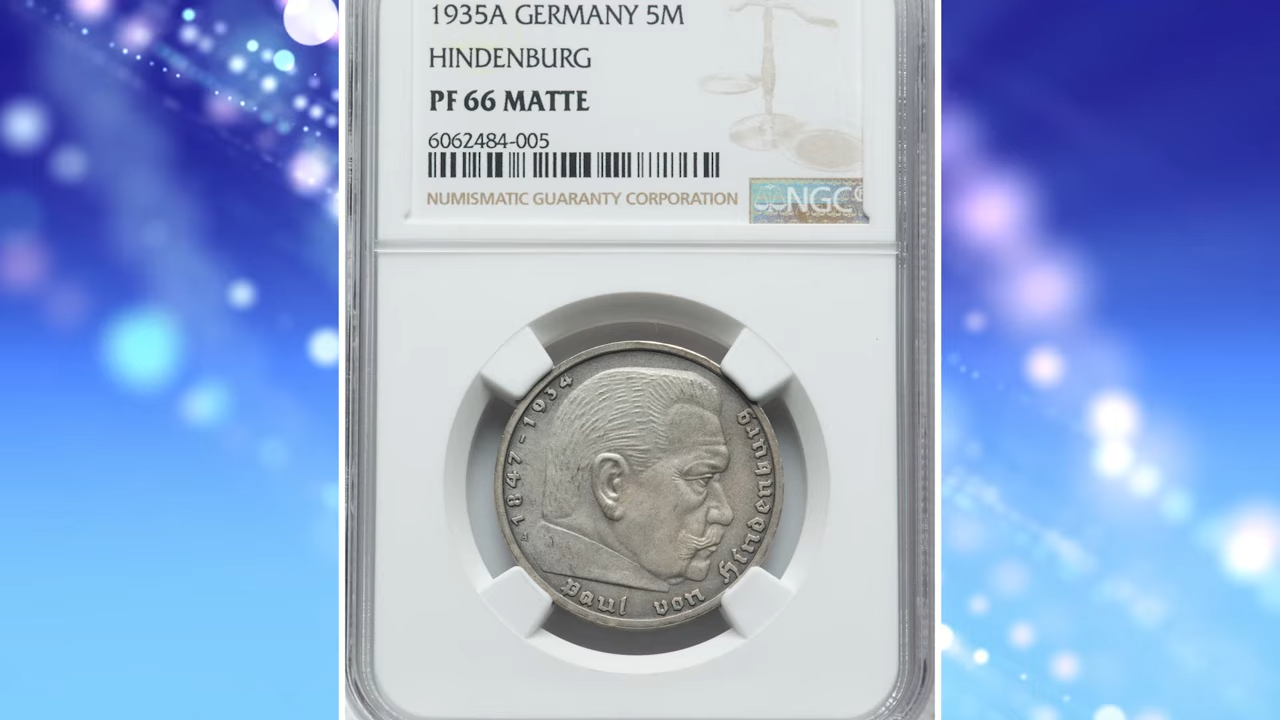 1935A GERMANY 5M
HINDENBURG
PF 66 MATTE
6062484-005
NUMISMATIC GUARANTY CORPORATION
NGC
1847-1934
Paul von Hindenburg
A